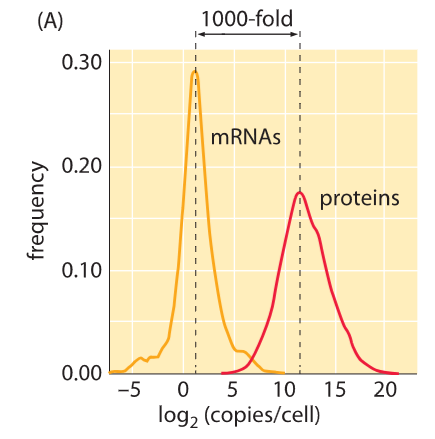 (A)
1000-fold
0.30
mRNAs
0.20
proteins
frequency
0.10
0.00
−5 0 5 10 15 20
log₂ (copies/cell)